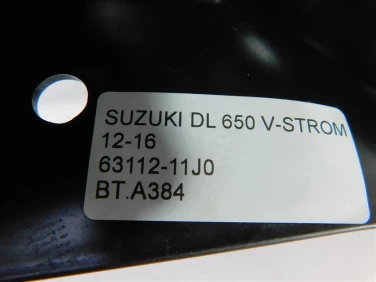 SUZUKI DL 650 V-STROM
12-16
63112-11J0
BT.A384